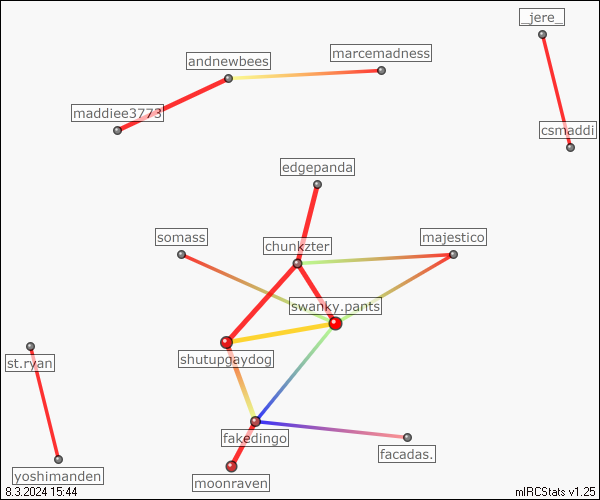 _jere_
marcemadness
andnewbees
maddiee3773
csmaddi
edgepanda
somass
majestico
chunkzter
swanky.pants
shutupgaydog
st.ryan
fakedingo
facadas.
yoshimanden
moonraven
8.3.2024 15:44
mIRCStats v1.25